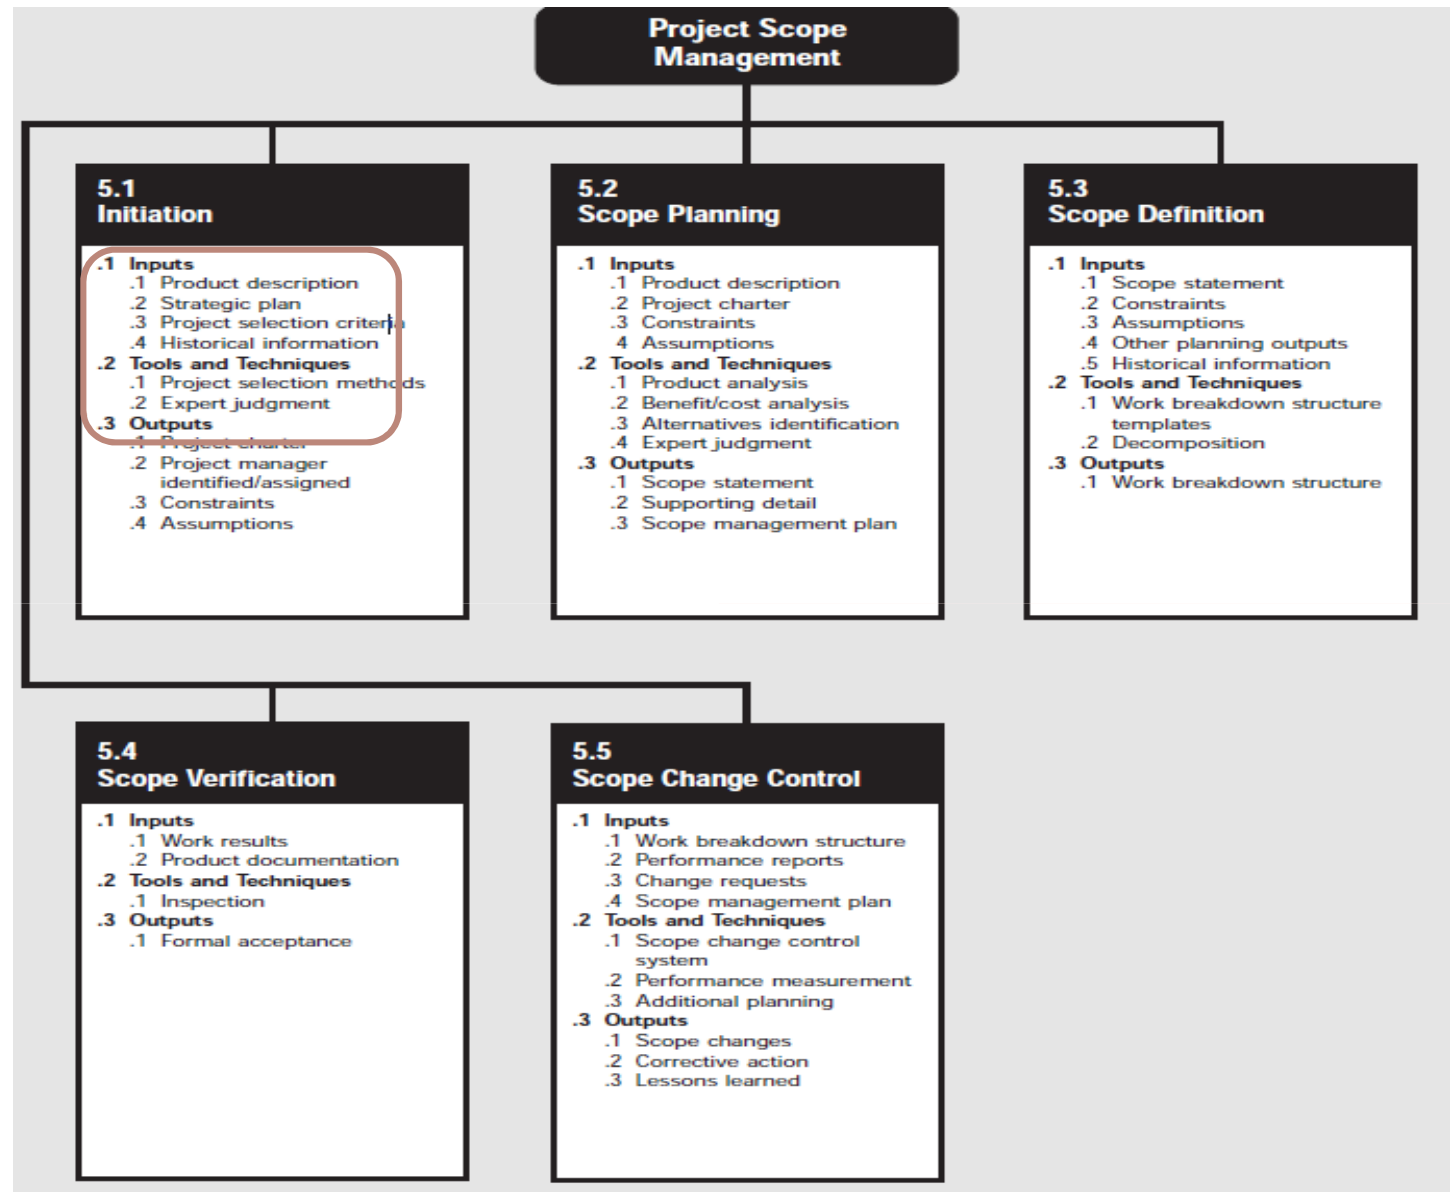 Project Scope
Management
5.1
Initiation
.1 Inputs
.1 Product description
.2 Strategic plan
.3 Project selection criteria
.4 Historical information
.2 Tools and Techniques
.1 Project selection methods
.2 Expert judgment
.3 Outputs
.1 Project charter
.2 Project manager
identified/assigned
.3 Constraints
.4 Assumptions
5.2
Scope Planning
.1 Inputs
.1 Product description
.2 Project charter
.3 Constraints
4 Assumptions
.2 Tools and Techniques
.1 Product analysis
.2 Benefit/cost analysis
.3 Alternatives identification
.4 Expert judgment
.3 Outputs
.1 Scope statement
.2 Supporting detail
.3 Scope management plan
5.3
Scope Definition
.1 Inputs
.1 Scope statement
.2 Constraints
.3 Assumptions
.4 Other planning outputs
.5 Historical information
.2 Tools and Techniques
.1 Work breakdown structure
templates
.2 Decomposition
.3 Outputs
.1 Work breakdown structure
5.4
Scope Verification
.1 Inputs
.1 Work results
.2 Product documentation
.2 Tools and Techniques
.1 Inspection
.3 Outputs
.1 Formal acceptance
5.5
Scope Change Control
.1 Inputs
.1 Work breakdown structure
.2 Performance reports
.3 Change requests
.4 Scope management plan
.2 Tools and Techniques
.1 Scope change control
system
.2 Performance measurement
.3 Additional planning
.3 Outputs
.1 Scope changes
.2 Corrective action
.3 Lessons learned